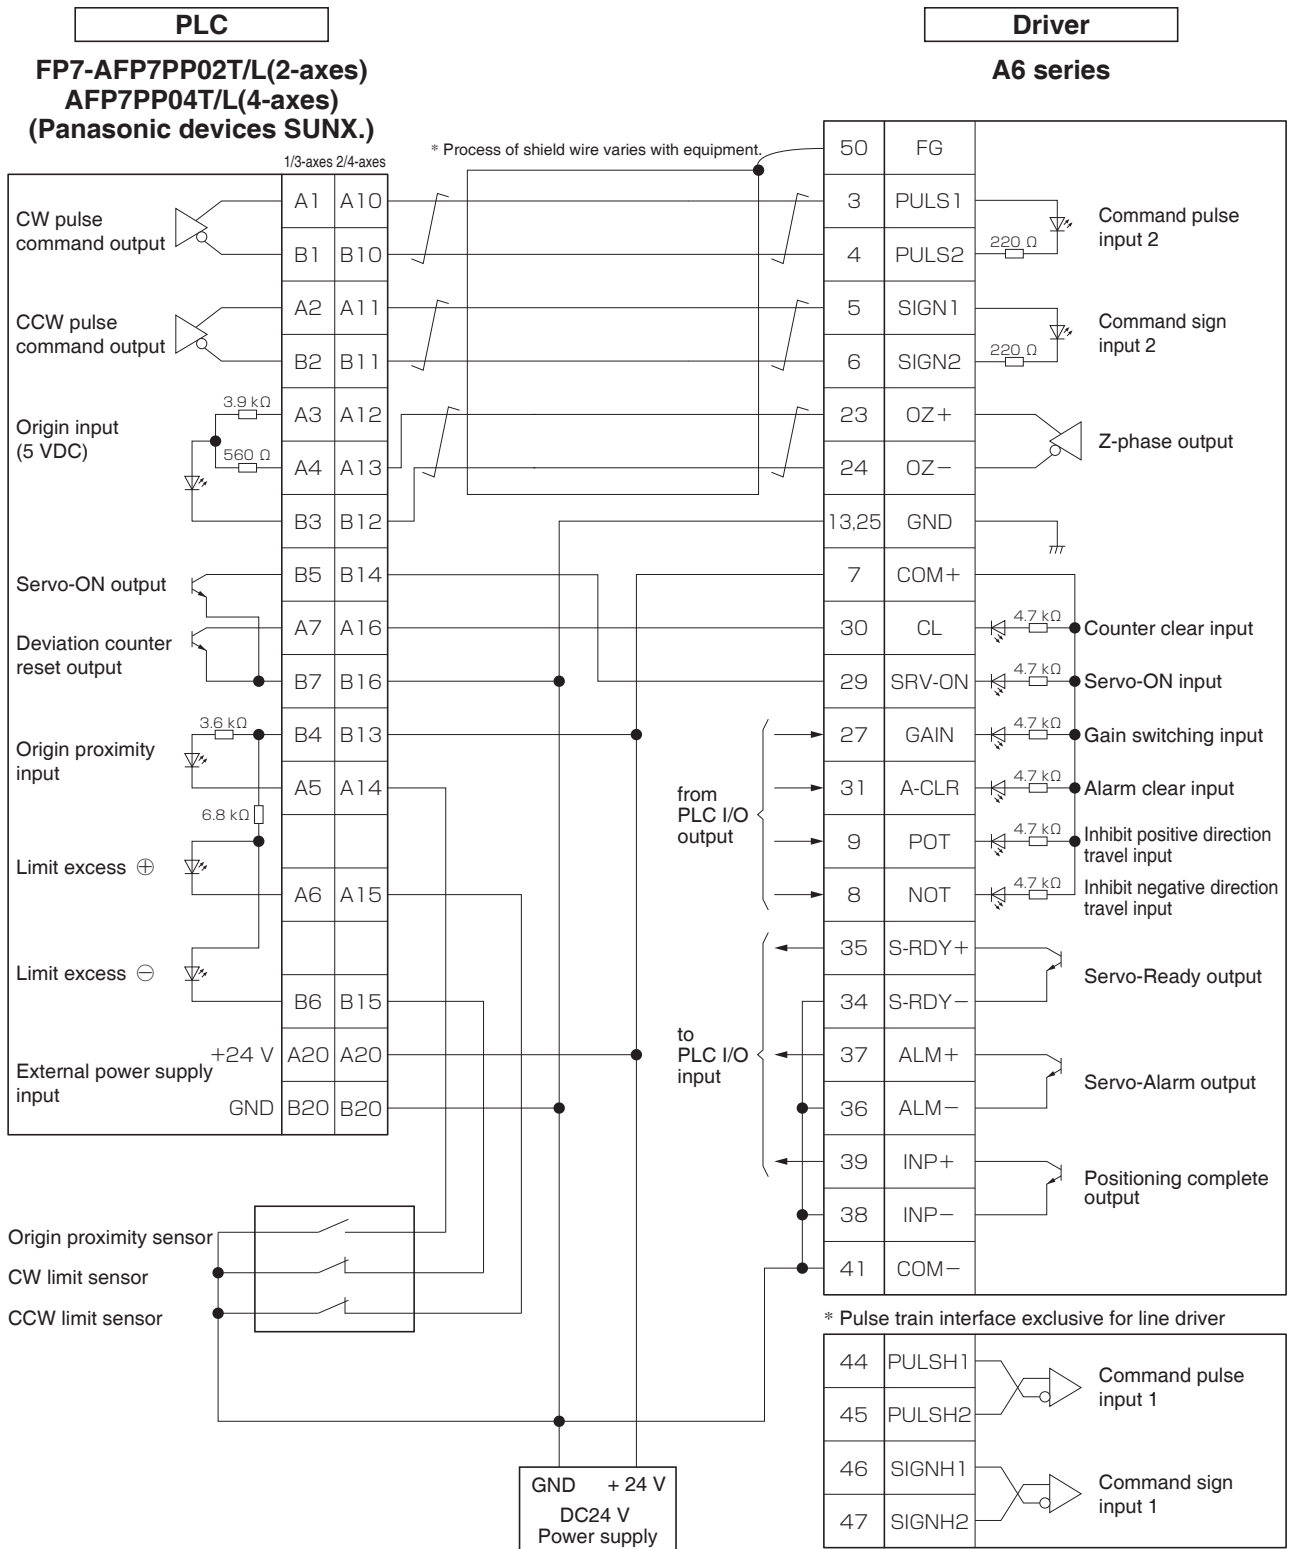 PLC
Driver
FP7-AFP7PP02T/L(2-axes)
AFP7PP04T/L(4-axes)
(Panasonic devices SUNX.)
A6 series
1/3-axes 2/4-axes
* Process of shield wire varies with equipment.
CW pulse
command output
A1 A10
B1 B10
CCW pulse
command output
A2 A11
B2 B11
Origin input
(5 VDC)
3.9 kΩ
560 Ω
A3 A12
A4 A13
B3 B12
Servo-ON output
B5 B14
Deviation counter
reset output
A7 A16
B7 B16
Origin proximity
input
3.6 kΩ
B4 B13
A5 A14
6.8 kΩ
Limit excess ⊕
A6 A15
Limit excess ⊖
B6 B15
External power supply
input
+24 V A20 A20
GND B20 B20
Origin proximity sensor
CW limit sensor
CCW limit sensor
50 FG
3 PULS1
4 PULS2
220 Ω
Command pulse
input 2
5 SIGN1
6 SIGN2
220 Ω
Command sign
input 2
23 OZ+
24 OZ−
Z-phase output
13,25 GND
7 COM+
30 CL 4.7 kΩ Counter clear input
29 SRV-ON 4.7 kΩ Servo-ON input
from
PLC I/O
output
27 GAIN 4.7 kΩ Gain switching input
31 A-CLR 4.7 kΩ Alarm clear input
9 POT 4.7 kΩ Inhibit positive direction
travel input
8 NOT 4.7 kΩ Inhibit negative direction
travel input
to
PLC I/O
input
35 S-RDY+
34 S-RDY−
Servo-Ready output
37 ALM+
36 ALM−
Servo-Alarm output
39 INP+
38 INP−
Positioning complete
output
41 COM−
* Pulse train interface exclusive for line driver
44 PULSH1
45 PULSH2
Command pulse
input 1
46 SIGNH1
47 SIGNH2
Command sign
input 1
GND + 24 V
DC24 V
Power supply